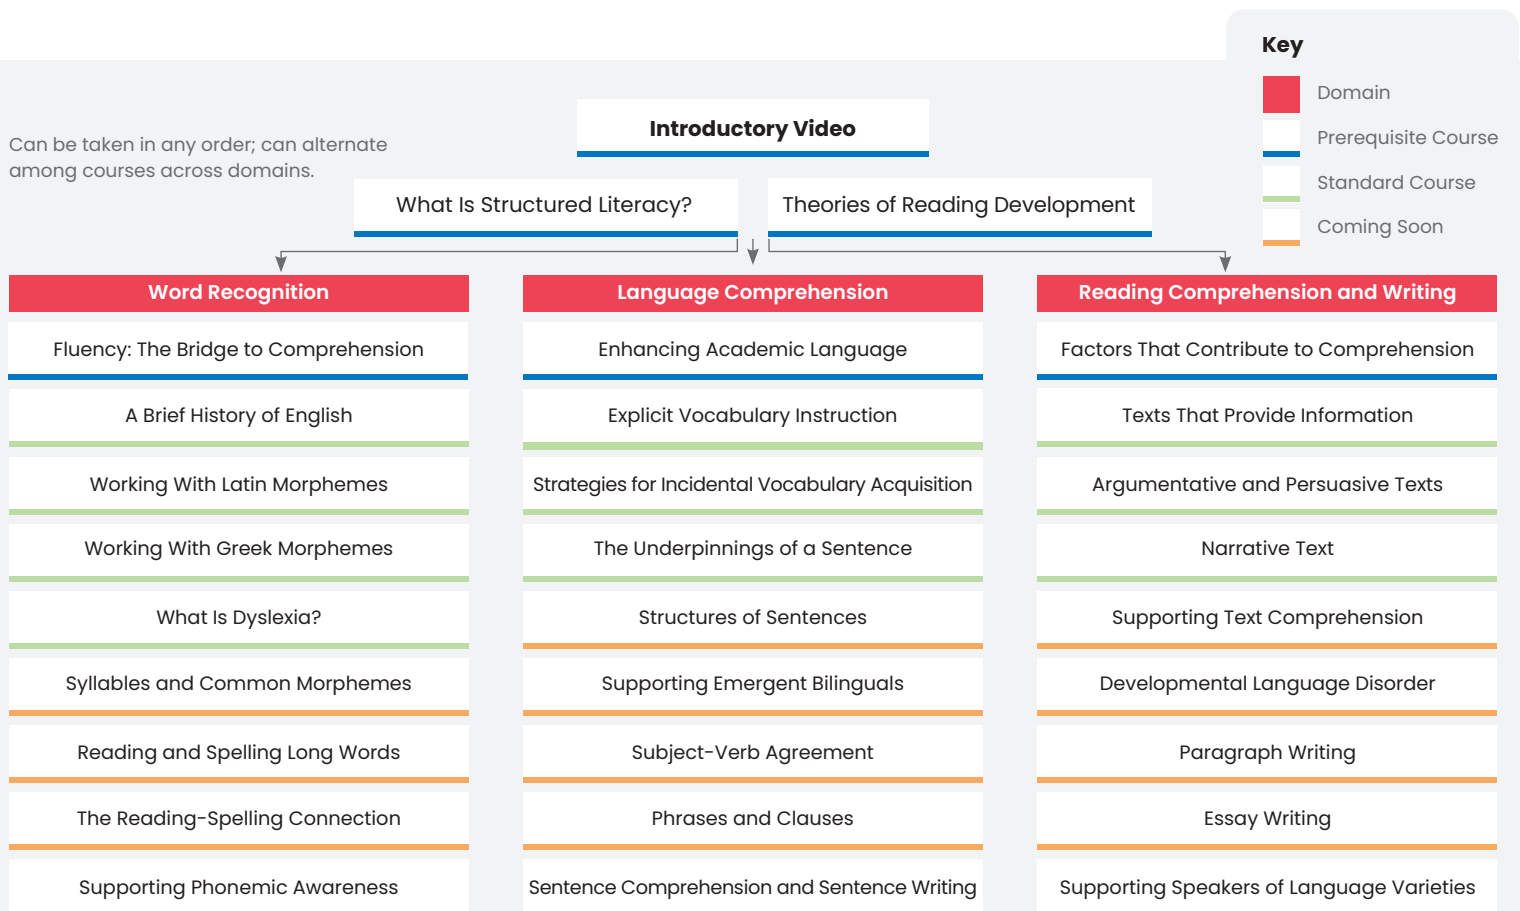 Key
Domain
Prerequisite Course
Standard Course
Coming Soon
Can be taken in any order; can alternate
among courses across domains.
Introductory Video
What Is Structured Literacy?
Theories of Reading Development
Word Recognition
Fluency: The Bridge to Comprehension
A Brief History of English
Working With Latin Morphemes
Working With Greek Morphemes
What Is Dyslexia?
Syllables and Common Morphemes
Reading and Spelling Long Words
The Reading-Spelling Connection
Supporting Phonemic Awareness
Language Comprehension
Enhancing Academic Language
Explicit Vocabulary Instruction
Strategies for Incidental Vocabulary Acquisition
The Underpinnings of a Sentence
Structures of Sentences
Supporting Emergent Bilinguals
Subject-Verb Agreement
Phrases and Clauses
Sentence Comprehension and Sentence Writing
Reading Comprehension and Writing
Factors That Contribute to Comprehension
Texts That Provide Information
Argumentative and Persuasive Texts
Narrative Text
Supporting Text Comprehension
Developmental Language Disorder
Paragraph Writing
Essay Writing
Supporting Speakers of Language Varieties